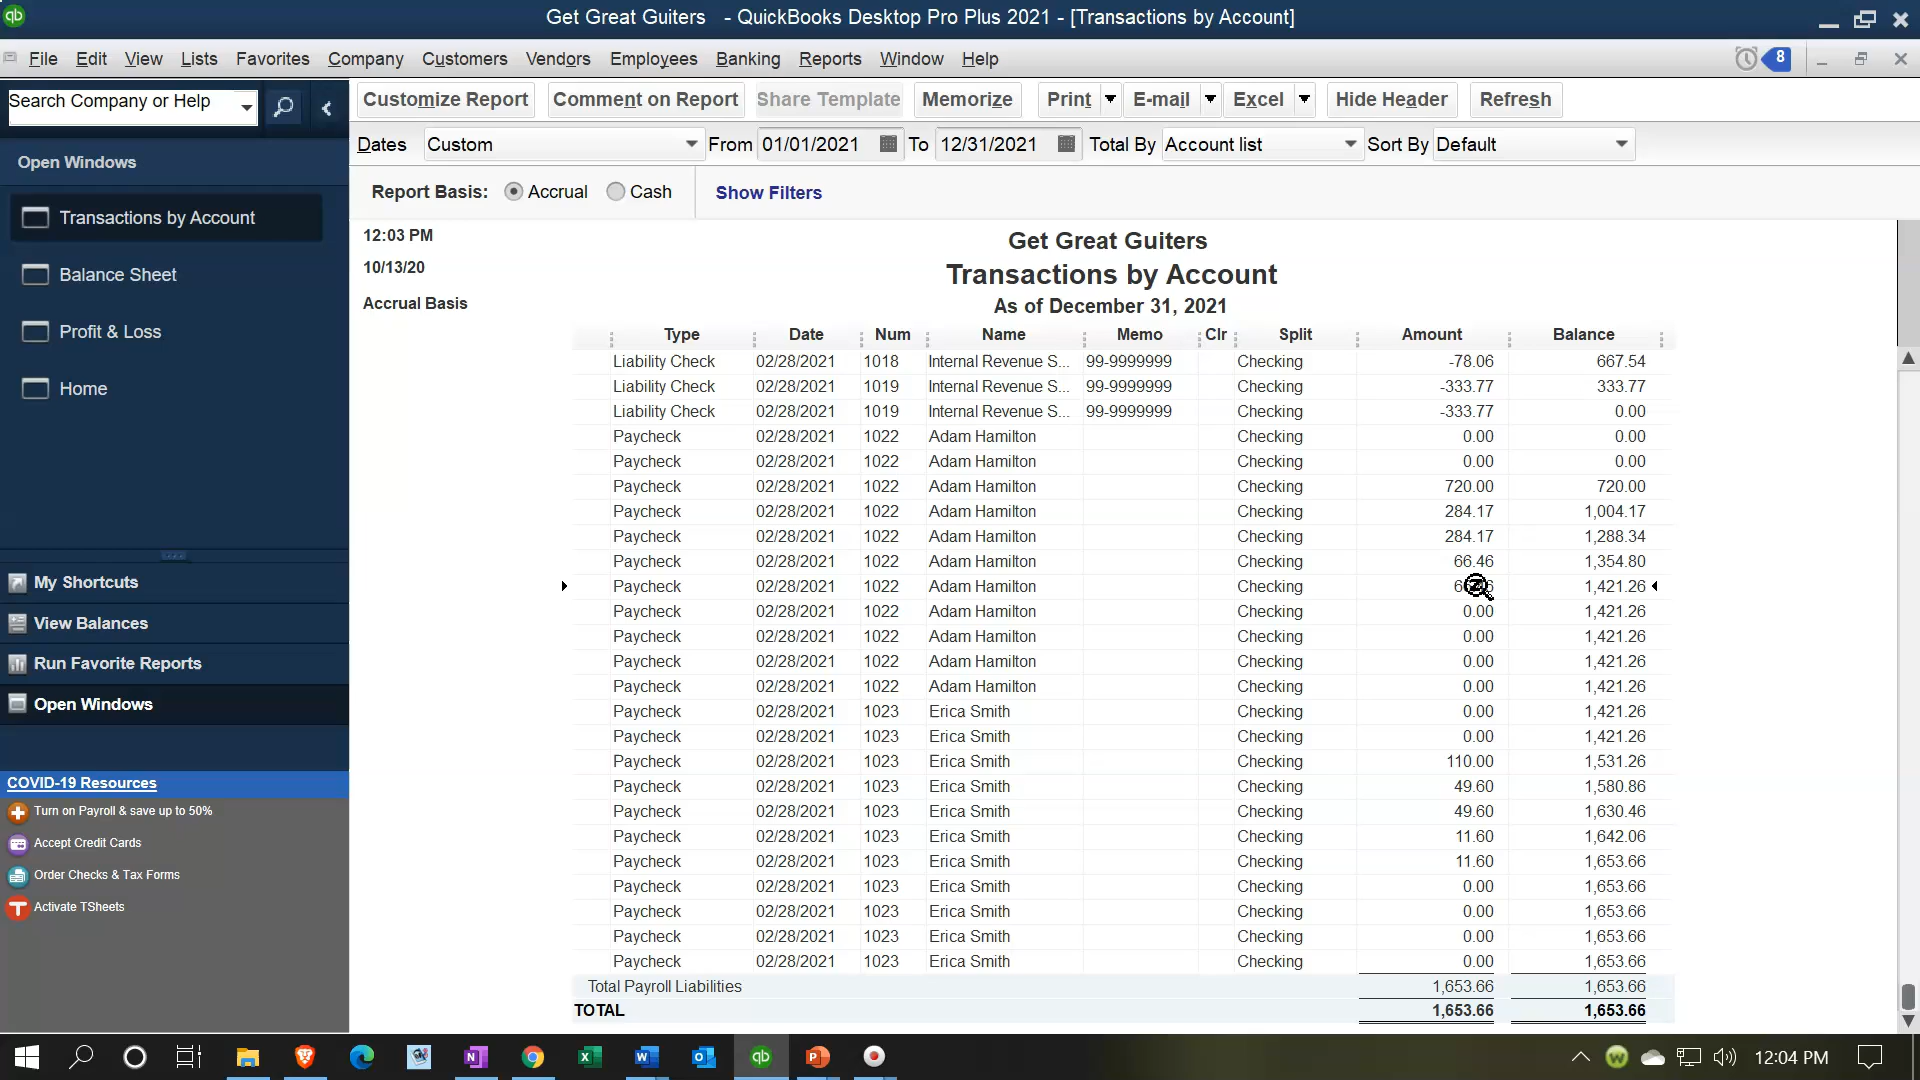 Get Great Guiters - QuickBooks Desktop Pro Plus 2021 - [Transactions by Account]
File Edit View Lists Favorites Company Customers Vendors Employees Banking Reports Window Help
8
Search Company or Help
Customize Report Comment on Report Share Template Memorize Print E-mail Excel Hide Header Refresh
Dates Custom From 01/01/2021 To 12/31/2021 Total By Account list Sort By Default
Report Basis: Accrual Cash Show Filters
Open Windows
Transactions by Account
Balance Sheet
Profit & Loss
Home
My Shortcuts
View Balances
Run Favorite Reports
Open Windows
COVID-19 Resources
Turn on Payroll & save up to 50%
Accept Credit Cards
Order Checks & Tax Forms
Activate TSheets
12:03 PM
10/13/20
Accrual Basis
Get Great Guiters
Transactions by Account
As of December 31, 2021
Type Date Num Name Memo Clr Split Amount Balance
Liability Check 02/28/2021 1018 Internal Revenue S... 99-9999999 Checking -78.06 667.54
Liability Check 02/28/2021 1019 Internal Revenue S... 99-9999999 Checking -333.77 333.77
Liability Check 02/28/2021 1019 Internal Revenue S... 99-9999999 Checking -333.77 0.00
Paycheck 02/28/2021 1022 Adam Hamilton Checking 0.00 0.00
Paycheck 02/28/2021 1022 Adam Hamilton Checking 0.00 0.00
Paycheck 02/28/2021 1022 Adam Hamilton Checking 720.00 720.00
Paycheck 02/28/2021 1022 Adam Hamilton Checking 284.17 1,004.17
Paycheck 02/28/2021 1022 Adam Hamilton Checking 284.17 1,288.34
Paycheck 02/28/2021 1022 Adam Hamilton Checking 66.46 1,354.80
Paycheck 02/28/2021 1022 Adam Hamilton Checking 1,421.26
Paycheck 02/28/2021 1022 Adam Hamilton Checking 0.00 1,421.26
Paycheck 02/28/2021 1022 Adam Hamilton Checking 0.00 1,421.26
Paycheck 02/28/2021 1022 Adam Hamilton Checking 0.00 1,421.26
Paycheck 02/28/2021 1022 Adam Hamilton Checking 0.00 1,421.26
Paycheck 02/28/2021 1023 Erica Smith Checking 0.00 1,421.26
Paycheck 02/28/2021 1023 Erica Smith Checking 0.00 1,421.26
Paycheck 02/28/2021 1023 Erica Smith Checking 110.00 1,531.26
Paycheck 02/28/2021 1023 Erica Smith Checking 49.60 1,580.86
Paycheck 02/28/2021 1023 Erica Smith Checking 49.60 1,630.46
Paycheck 02/28/2021 1023 Erica Smith Checking 11.60 1,642.06
Paycheck 02/28/2021 1023 Erica Smith Checking 11.60 1,653.66
Paycheck 02/28/2021 1023 Erica Smith Checking 0.00 1,653.66
Paycheck 02/28/2021 1023 Erica Smith Checking 0.00 1,653.66
Paycheck 02/28/2021 1023 Erica Smith Checking 0.00 1,653.66
Paycheck 02/28/2021 1023 Erica Smith Checking 0.00 1,653.66
Total Payroll Liabilities 1,653.66 1,653.66
TOTAL 1,653.66 1,653.66
12:04 PM